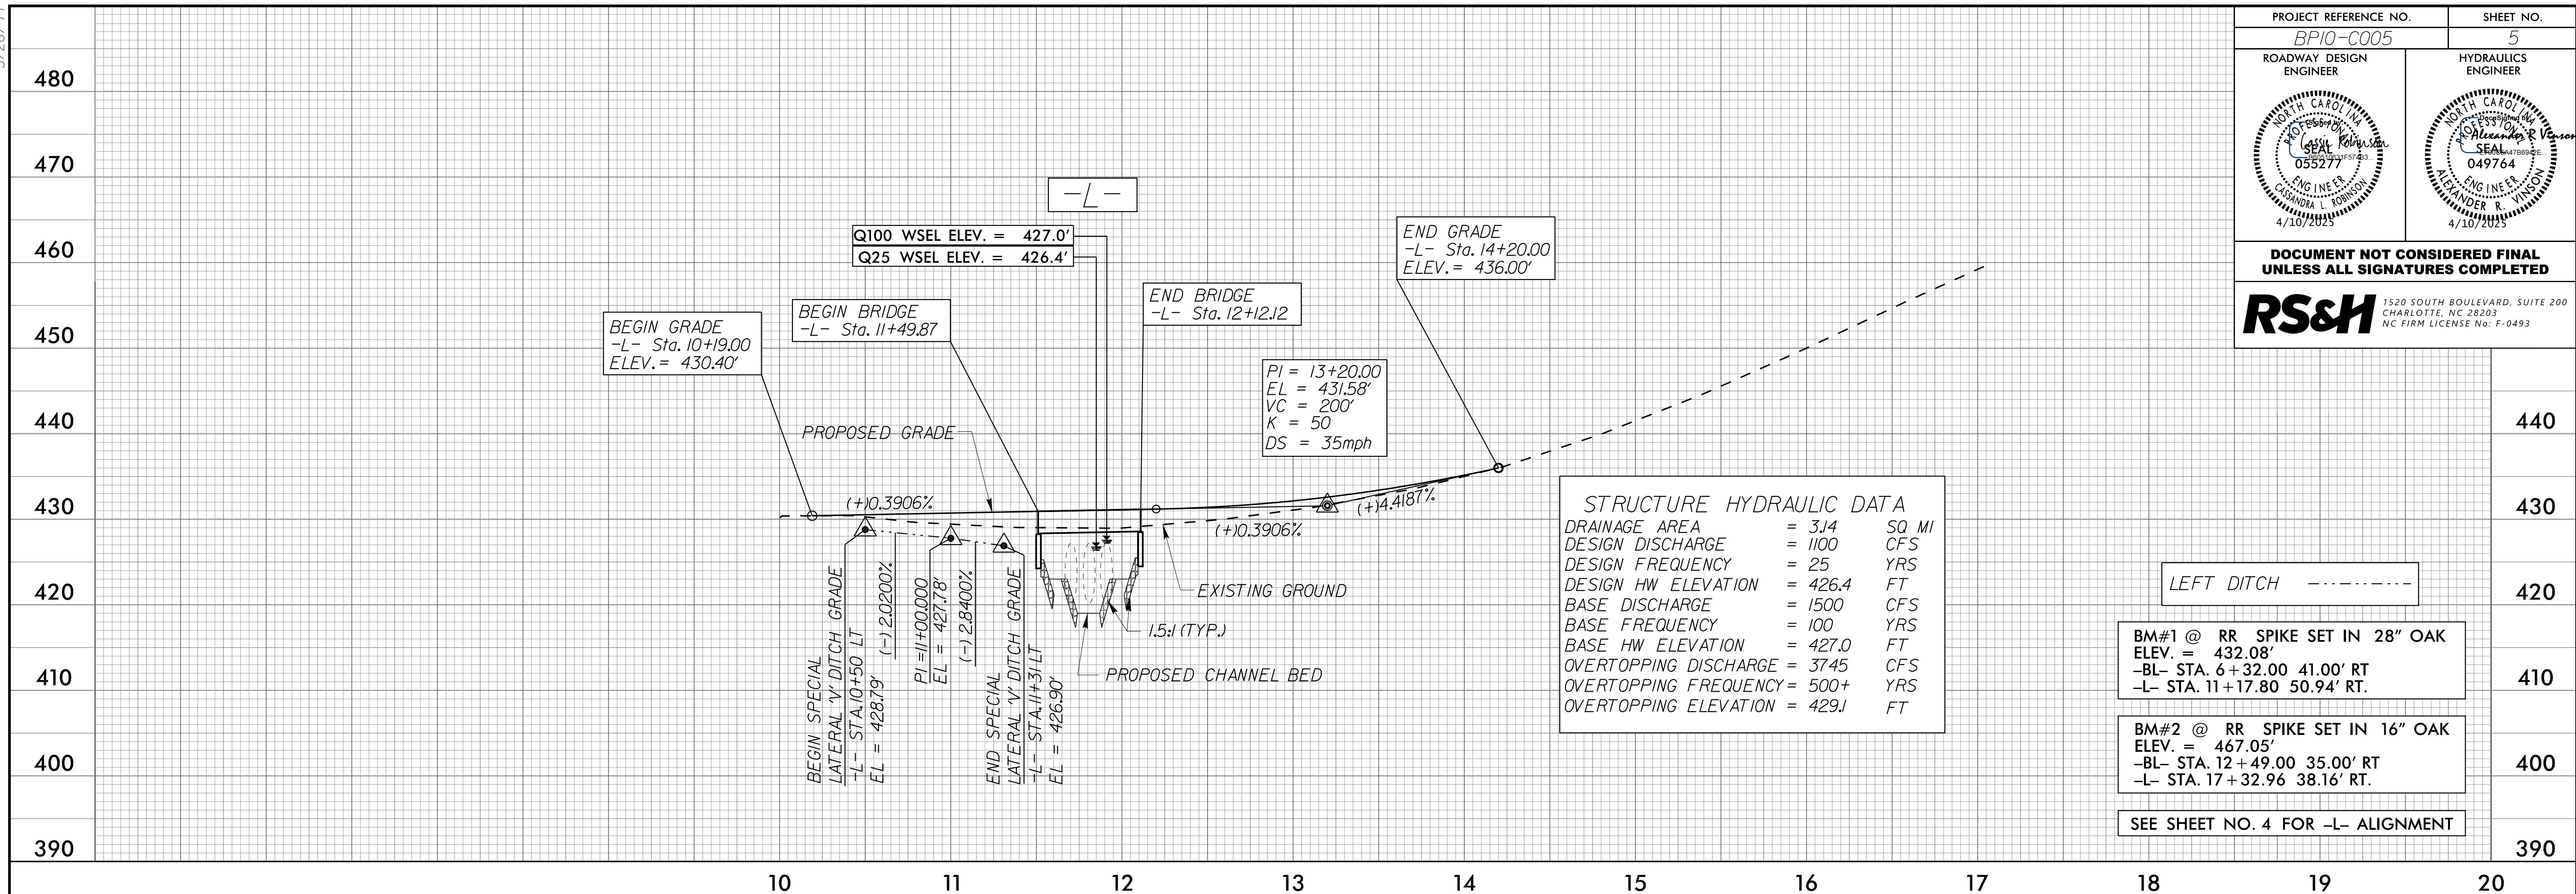 PROJECT REFERENCE NO.
SHEET NO.
BP10-C005
5
ROADWAY DESIGN
ENGINEER
HYDRAULICS
ENGINEER
NORTH CAROLINA
PROFESSIONAL
SEAL
055277
ENGINEER
CASSANDRA L. ROBINSON
4/10/2025
NORTH CAROLINA
PROFESSIONAL
DocuSigned by
Alexander R Vinson
SEAL
049764
ENGINEER
ALEXANDER R. VINSON
4/10/2025
DOCUMENT NOT CONSIDERED FINAL
UNLESS ALL SIGNATURES COMPLETED
RS&H
1520 SOUTH BOULEVARD, SUITE 200
CHARLOTTE, NC 28203
NC FIRM LICENSE No: F-0493
480
470
460
450
440
430
420
410
400
390
-L-
Q100 WSEL ELEV. = 427.0'
Q25 WSEL ELEV. = 426.4'
BEGIN GRADE
-L- Sta. 10+19.00
ELEV. = 430.40'
BEGIN BRIDGE
-L- Sta. 11+49.87
END BRIDGE
-L- Sta. 12+12.12
END GRADE
-L- Sta. 14+20.00
ELEV. = 436.00'
PI = 13+20.00
EL = 431.58'
VC = 200'
K = 50
DS = 35mph
PROPOSED GRADE
(+)0.3906%
(+)0.3906%
(+)4.4187%
EXISTING GROUND
1.5:1 (TYP.)
PROPOSED CHANNEL BED
BEGIN SPECIAL
LATERAL 'V' DITCH GRADE
-L- STA.10+50 LT
EL = 428.79'
(-)2.0200%
PI =11+00.000
EL = 427.78'
(-)2.8400%
END SPECIAL
LATERAL 'V' DITCH GRADE
-L- STA.11+31 LT
EL = 426.90'
STRUCTURE HYDRAULIC DATA
DRAINAGE AREA = 3.14 SQ MI
DESIGN DISCHARGE = 1100 CFS
DESIGN FREQUENCY = 25 YRS
DESIGN HW ELEVATION = 426.4 FT
BASE DISCHARGE = 1500 CFS
BASE FREQUENCY = 100 YRS
BASE HW ELEVATION = 427.0 FT
OVERTOPPING DISCHARGE = 3745 CFS
OVERTOPPING FREQUENCY = 500+ YRS
OVERTOPPING ELEVATION = 429.1 FT
440
430
420
410
400
390
LEFT DITCH
BM#1 @ RR SPIKE SET IN 28" OAK
ELEV. = 432.08'
-BL- STA. 6+32.00 41.00' RT
-L- STA. 11+17.80 50.94' RT.
BM#2 @ RR SPIKE SET IN 16" OAK
ELEV. = 467.05'
-BL- STA. 12+49.00 35.00' RT
-L- STA. 17+32.96 38.16' RT.
SEE SHEET NO. 4 FOR -L- ALIGNMENT
10 11 12 13 14 15 16 17 18 19 20